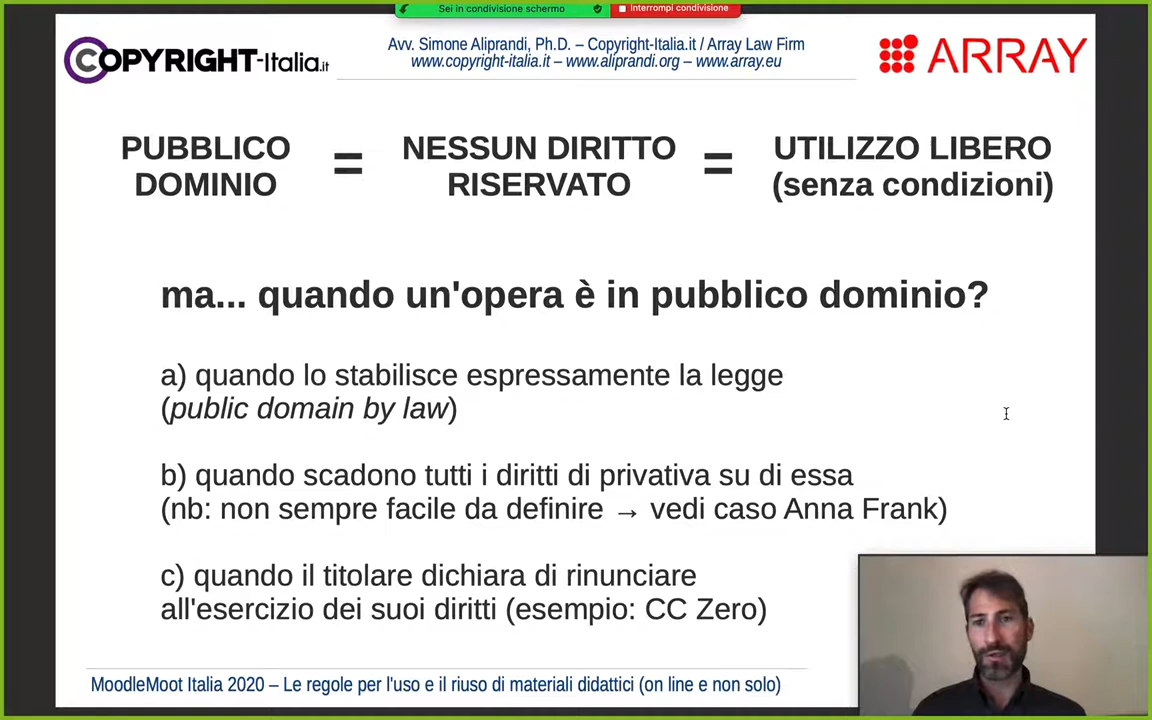 Sei in condivisione schermo
Interrompi condivisione
COPYRIGHT-Italia.it
Avv. Simone Aliprandi, Ph.D. – Copyright-Italia.it / Array Law Firm
www.copyright-italia.it – www.aliprandi.org – www.array.eu
ARRAY
PUBBLICO DOMINIO
=
NESSUN DIRITTO RISERVATO
=
UTILIZZO LIBERO (senza condizioni)
ma... quando un'opera è in pubblico dominio?
a) quando lo stabilisce espressamente la legge
(public domain by law)
b) quando scadono tutti i diritti di privativa su di essa
(nb: non sempre facile da definire → vedi caso Anna Frank)
c) quando il titolare dichiara di rinunciare
all'esercizio dei suoi diritti (esempio: CC Zero)
MoodleMoot Italia 2020 – Le regole per l'uso e il riuso di materiali didattici (on line e non solo)